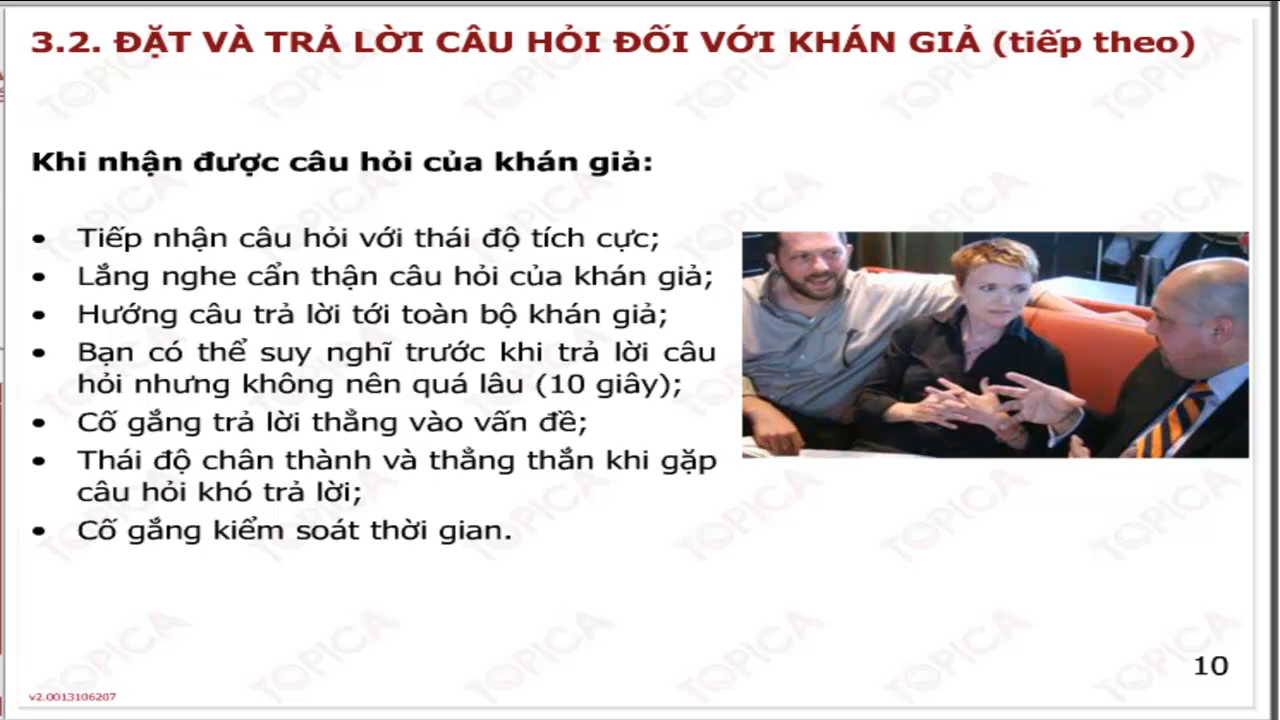 3.2. ĐẶT VÀ TRẢ LỜI CÂU HỎI ĐỐI VỚI KHÁN GIẢ (tiếp theo)
Khi nhận được câu hỏi của khán giả:
• Tiếp nhận câu hỏi với thái độ tích cực;
• Lắng nghe cẩn thận câu hỏi của khán giả;
• Hướng câu trả lời tới toàn bộ khán giả;
• Bạn có thể suy nghĩ trước khi trả lời câu
hỏi nhưng không nên quá lâu (10 giây);
• Cố gắng trả lời thẳng vào vấn đề;
• Thái độ chân thành và thẳng thắn khi gặp
câu hỏi khó trả lời;
• Cố gắng kiểm soát thời gian.
10
v2.0013106207
TOPICA